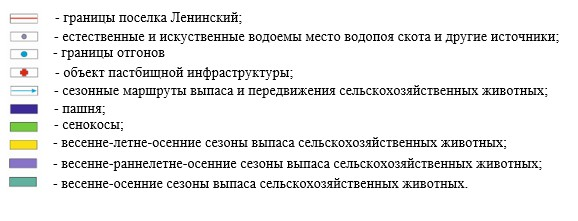 - границы поселка Ленинский;
- естественные и искуственные водоемы место водопоя скота и другие источники;
- границы отгонов
- объект пастбищной инфраструктуры;
- сезонные маршруты выпаса и передвижения сельскохозяйственных животных;
- пашня;
- сенокосы;
- весенне-летне-осенние сезоны выпаса сельскохозяйственных животных;
- весенне-раннелетне-осенние сезоны выпаса сельскохозяйственных животных;
- весенне-осенние сезоны выпаса сельскохозяйственных животных.